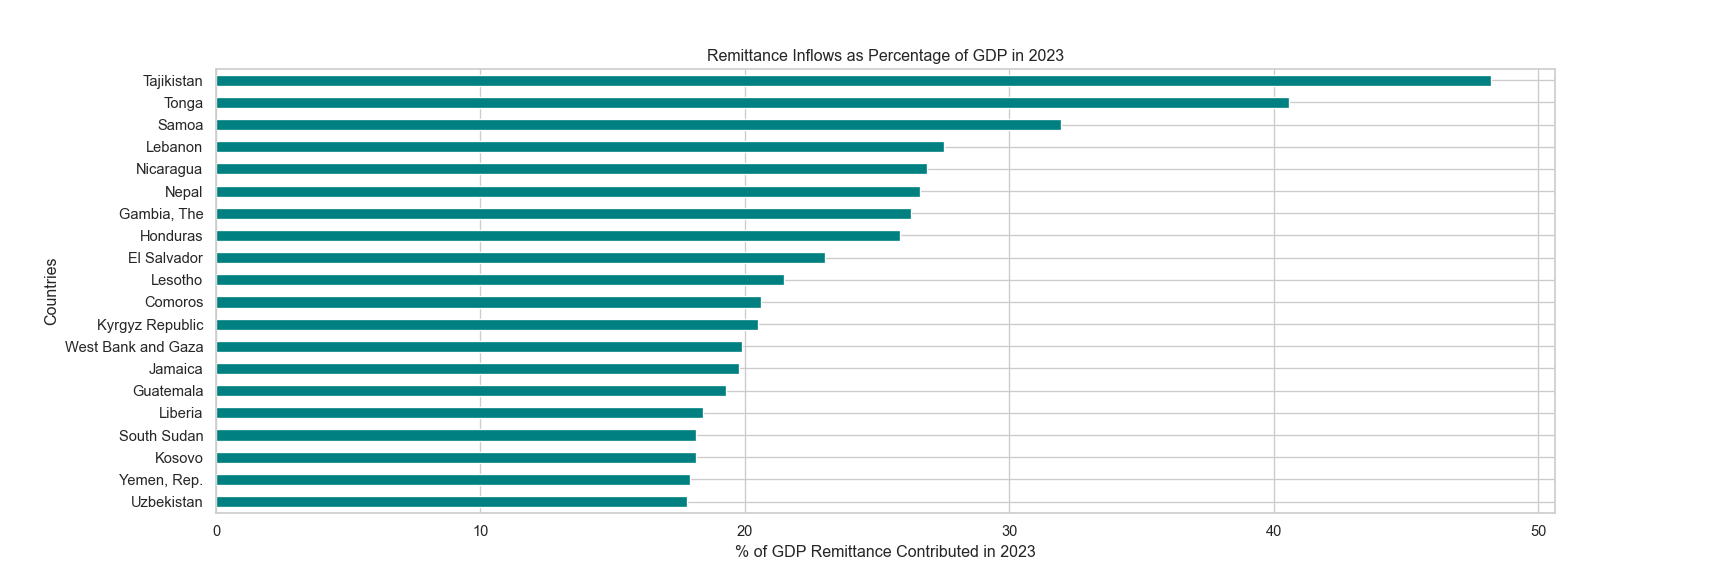 Remittance Inflows as Percentage of GDP in 2023
Countries
Tajikistan
Tonga
Samoa
Lebanon
Nicaragua
Nepal
Gambia, The
Honduras
El Salvador
Lesotho
Comoros
Kyrgyz Republic
West Bank and Gaza
Jamaica
Guatemala
Liberia
South Sudan
Kosovo
Yemen, Rep.
Uzbekistan
0 10 20 30 40 50
% of GDP Remittance Contributed in 2023